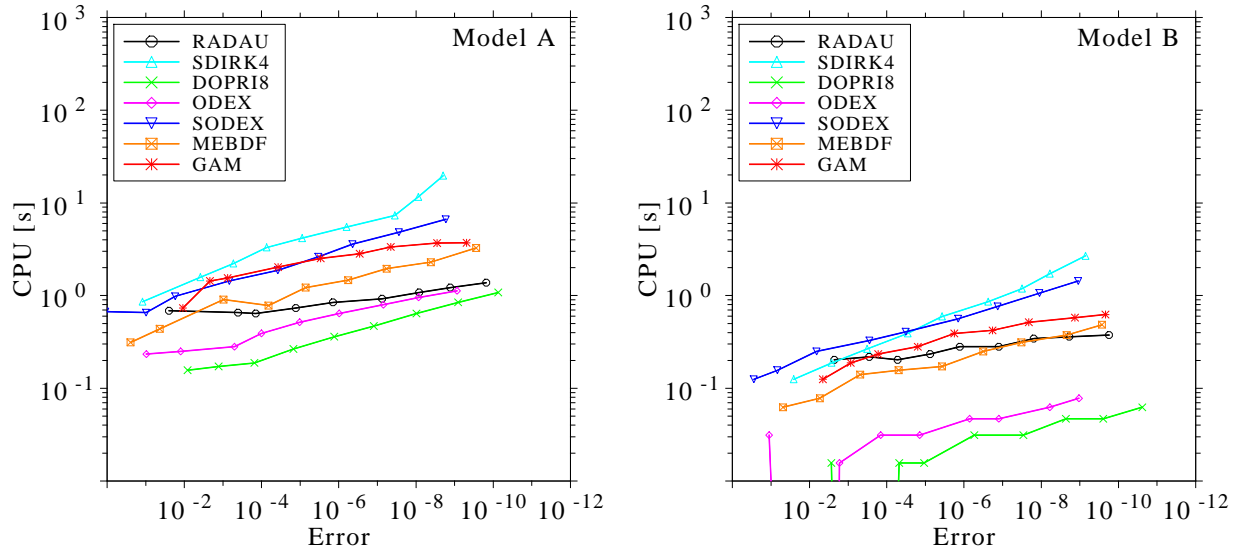 Model A
RADAU
SDIRK4
DOPRI8
ODEX
SODEX
MEBDF
GAM
10^3
10^2
10^1
10^0
10^-1
CPU [s]
10^-2 10^-4 10^-6 10^-8 10^-10 10^-12
Error
Model B
RADAU
SDIRK4
DOPRI8
ODEX
SODEX
MEBDF
GAM
10^3
10^2
10^1
10^0
10^-1
CPU [s]
10^-2 10^-4 10^-6 10^-8 10^-10 10^-12
Error